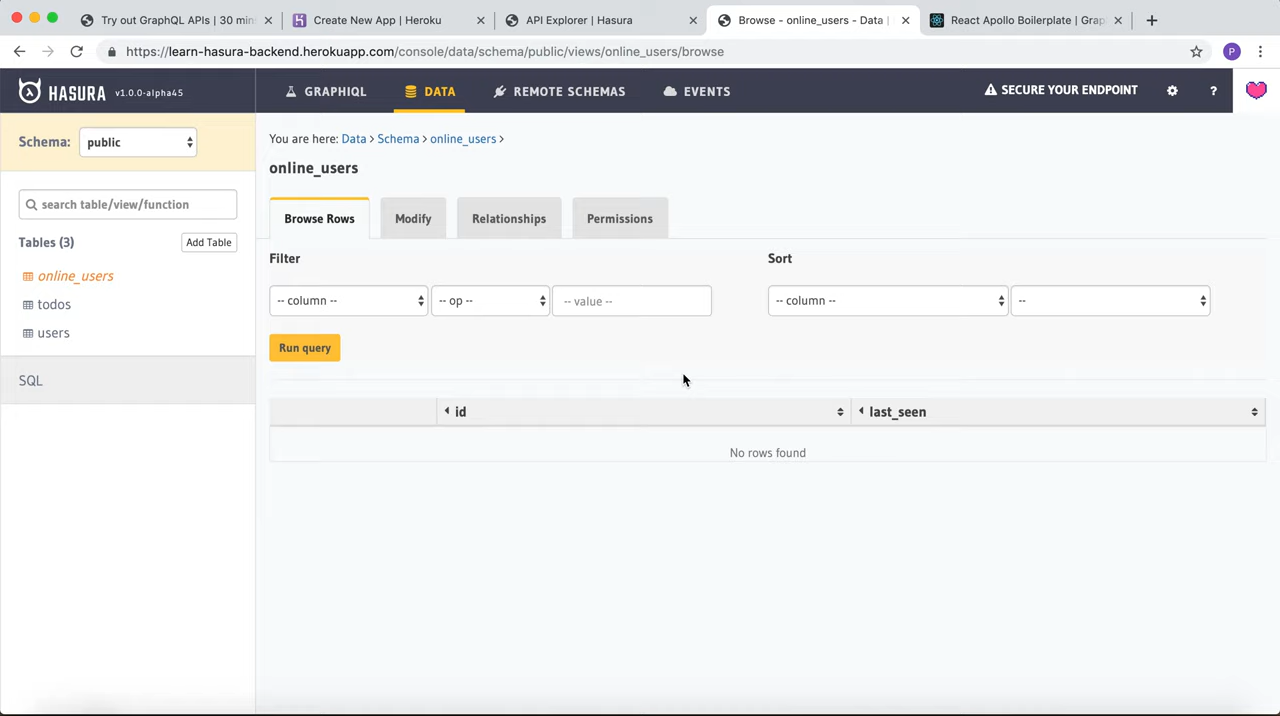 Try out GraphQL APIs | 30 mins
Create New App | Heroku
API Explorer | Hasura
Browse - online_users - Data |
React Apollo Boilerplate | Grap
https://learn-hasura-backend.herokuapp.com/console/data/schema/public/views/online_users/browse
P
HASURA v1.0.0-alpha45
GRAPHIQL
DATA
REMOTE SCHEMAS
EVENTS
SECURE YOUR ENDPOINT
?
Schema: public
You are here: Data > Schema > online_users >
online_users
search table/view/function
Browse Rows
Modify
Relationships
Permissions
Tables (3)
Add Table
online_users
todos
users
SQL
Filter
Sort
-- column --
-- op --
-- value --
-- column --
--
Run query
id
last_seen
No rows found